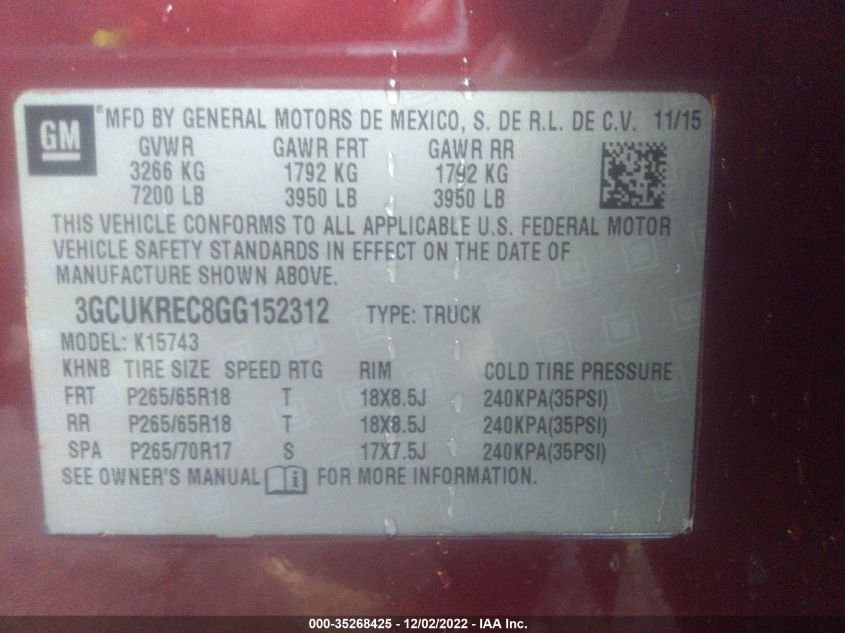 GM
® MFD BY GENERAL MOTORS DE MEXICO, S. DE R.L. DE C.V. 11/15
GVWR GAWR FRT GAWR RR
3266 KG 1792 KG 1792 KG
7200 LB 3950 LB 3950 LB
THIS VEHICLE CONFORMS TO ALL APPLICABLE U.S. FEDERAL MOTOR
VEHICLE SAFETY STANDARDS IN EFFECT ON THE DATE OF
MANUFACTURE SHOWN ABOVE.
3GCUKREC8GG152312 TYPE: TRUCK
MODEL: K15743
KHNB TIRE SIZE SPEED RTG RIM COLD TIRE PRESSURE
FRT P265/65R18 T 18X8.5J 240KPA(35PSI)
RR P265/65R18 T 18X8.5J 240KPA(35PSI)
SPA P265/70R17 S 17X7.5J 240KPA(35PSI)
SEE OWNER'S MANUAL i FOR MORE INFORMATION.
000-35268425 - 12/02/2022 - IAA Inc.